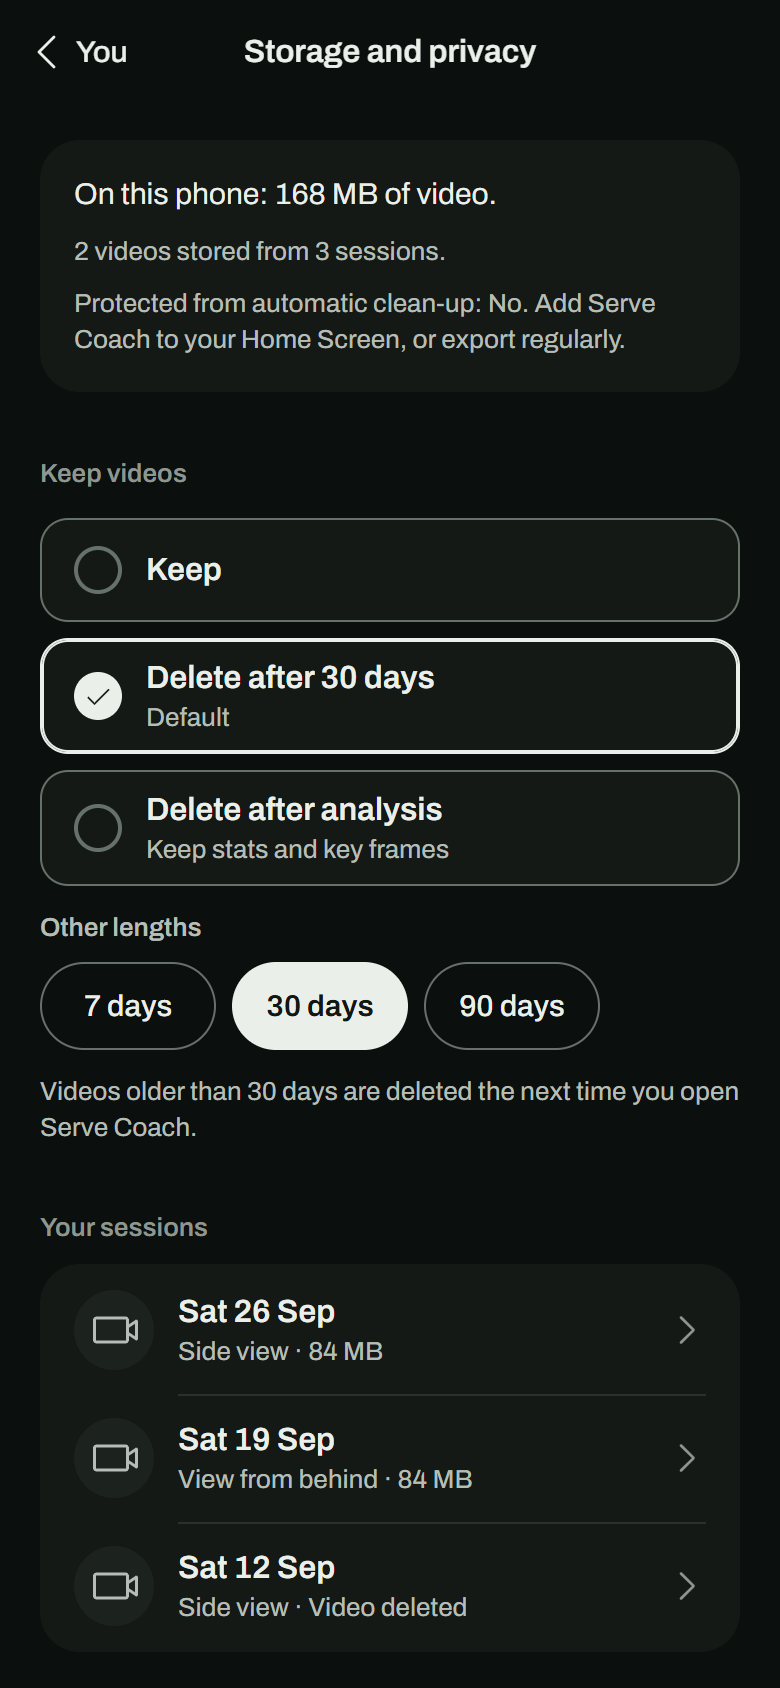 You
Storage and privacy
On this phone: 168 MB of video.
2 videos stored from 3 sessions.
Protected from automatic clean-up: No. Add Serve
Coach to your Home Screen, or export regularly.
Keep videos
Keep
Delete after 30 days
Default
Delete after analysis
Keep stats and key frames
Other lengths
7 days
30 days
90 days
Videos older than 30 days are deleted the next time you open
Serve Coach.
Your sessions
Sat 26 Sep
Side view · 84 MB
Sat 19 Sep
View from behind · 84 MB
Sat 12 Sep
Side view · Video deleted